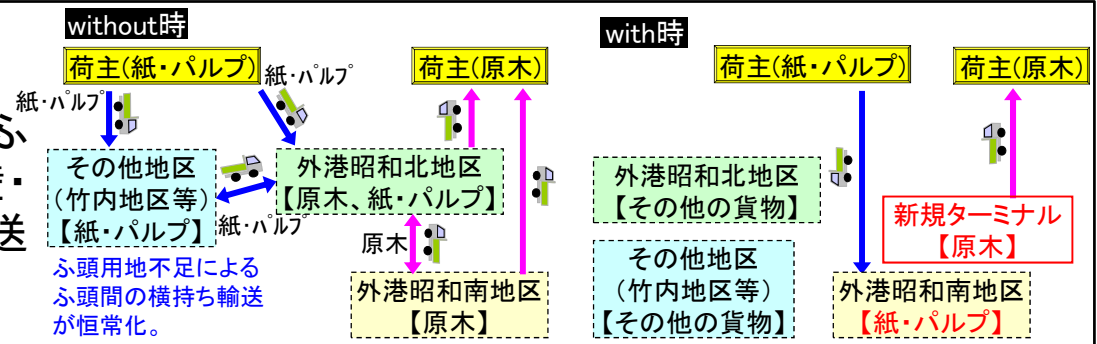 without時
荷主(紙・パルプ)
荷主(原木)
紙・パルプ
紙・パルプ
ふ
・
送
その他地区
(竹内地区等)
【紙・パルプ】
外港昭和北地区
【原木、紙・パルプ】
紙・パルプ
紙・パルプ
原木
ふ頭用地不足による
ふ頭間の横持ち輸送
が恒常化。
外港昭和南地区
【原木】
with時
荷主(紙・パルプ)
荷主(原木)
外港昭和北地区
【その他の貨物】
新規ターミナル
【原木】
その他地区
(竹内地区等)
【その他の貨物】
外港昭和南地区
【紙・パルプ】